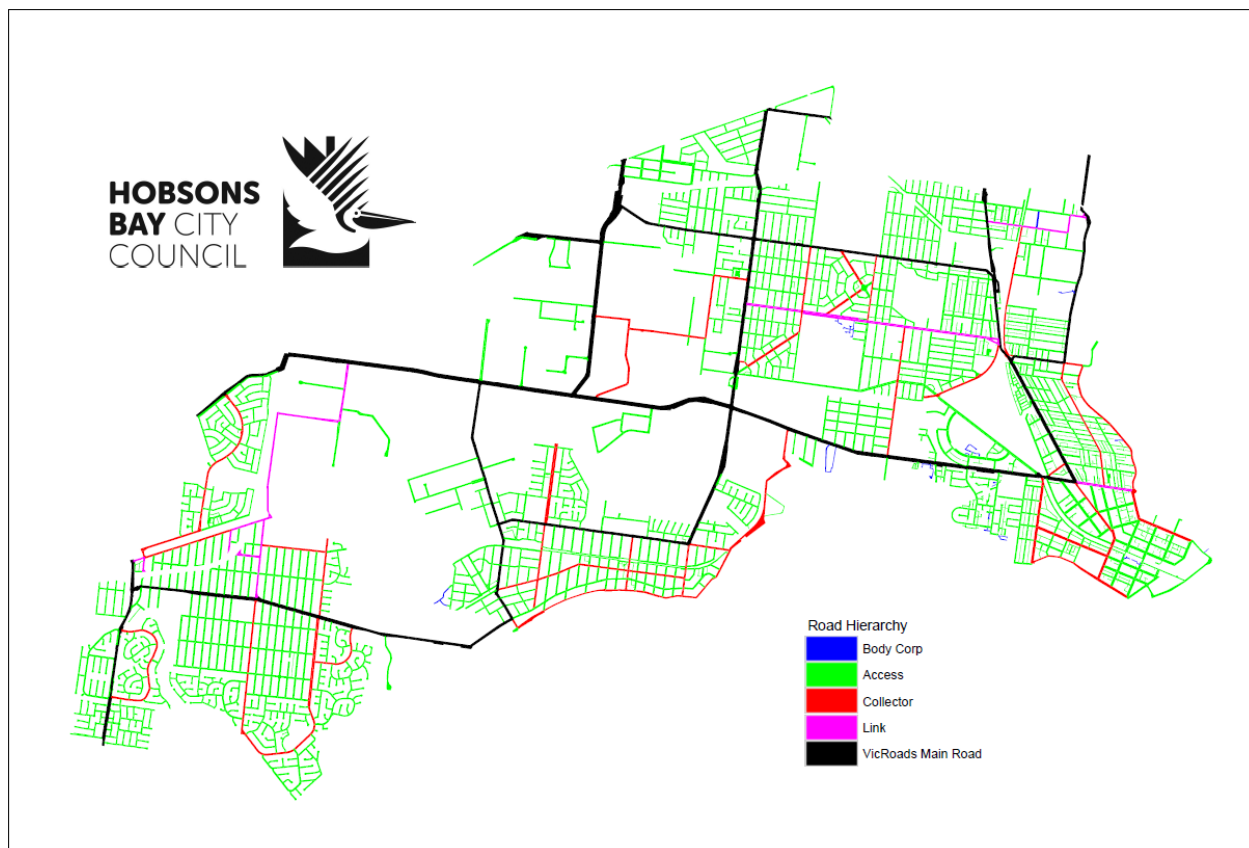 HOBSONS
BAY CITY
COUNCIL
Road Hierarchy
Body Corp
Access
Collector
Link
VicRoads Main Road